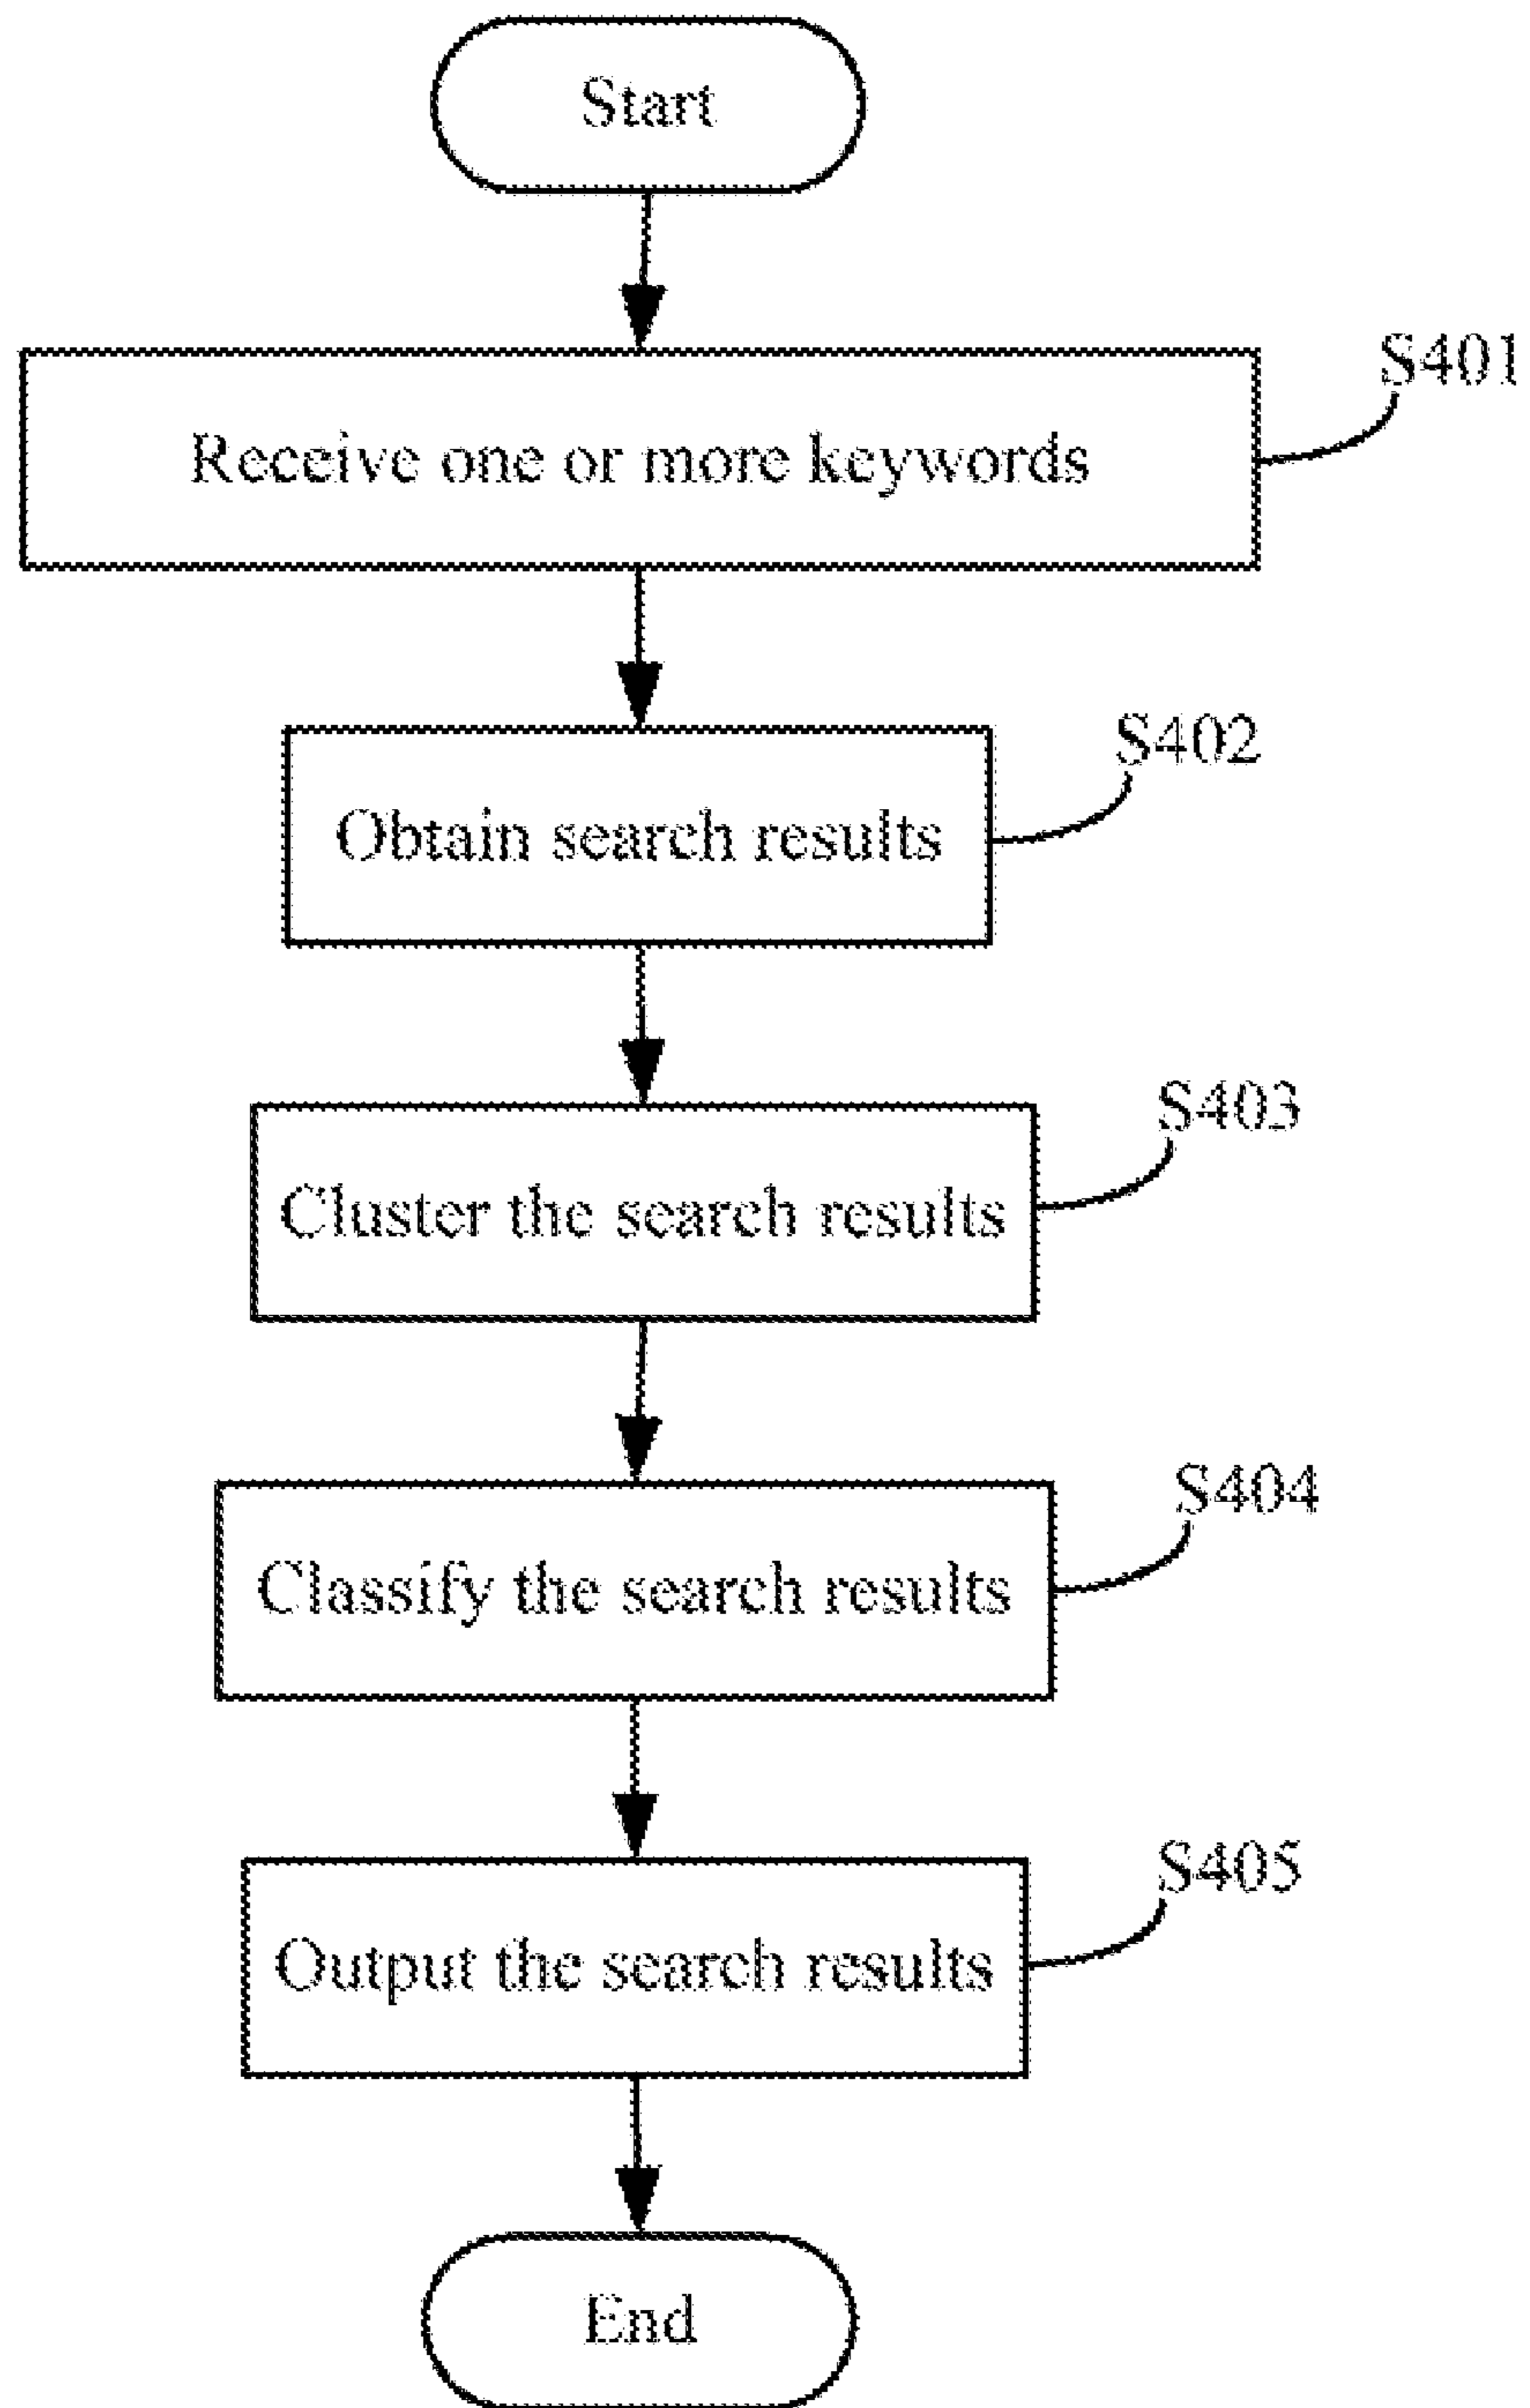 Start
S401
Receive one or more keywords
S402
Obtain search results
S403
Cluster the search results
S404
Classify the search results
S405
Output the search results
End